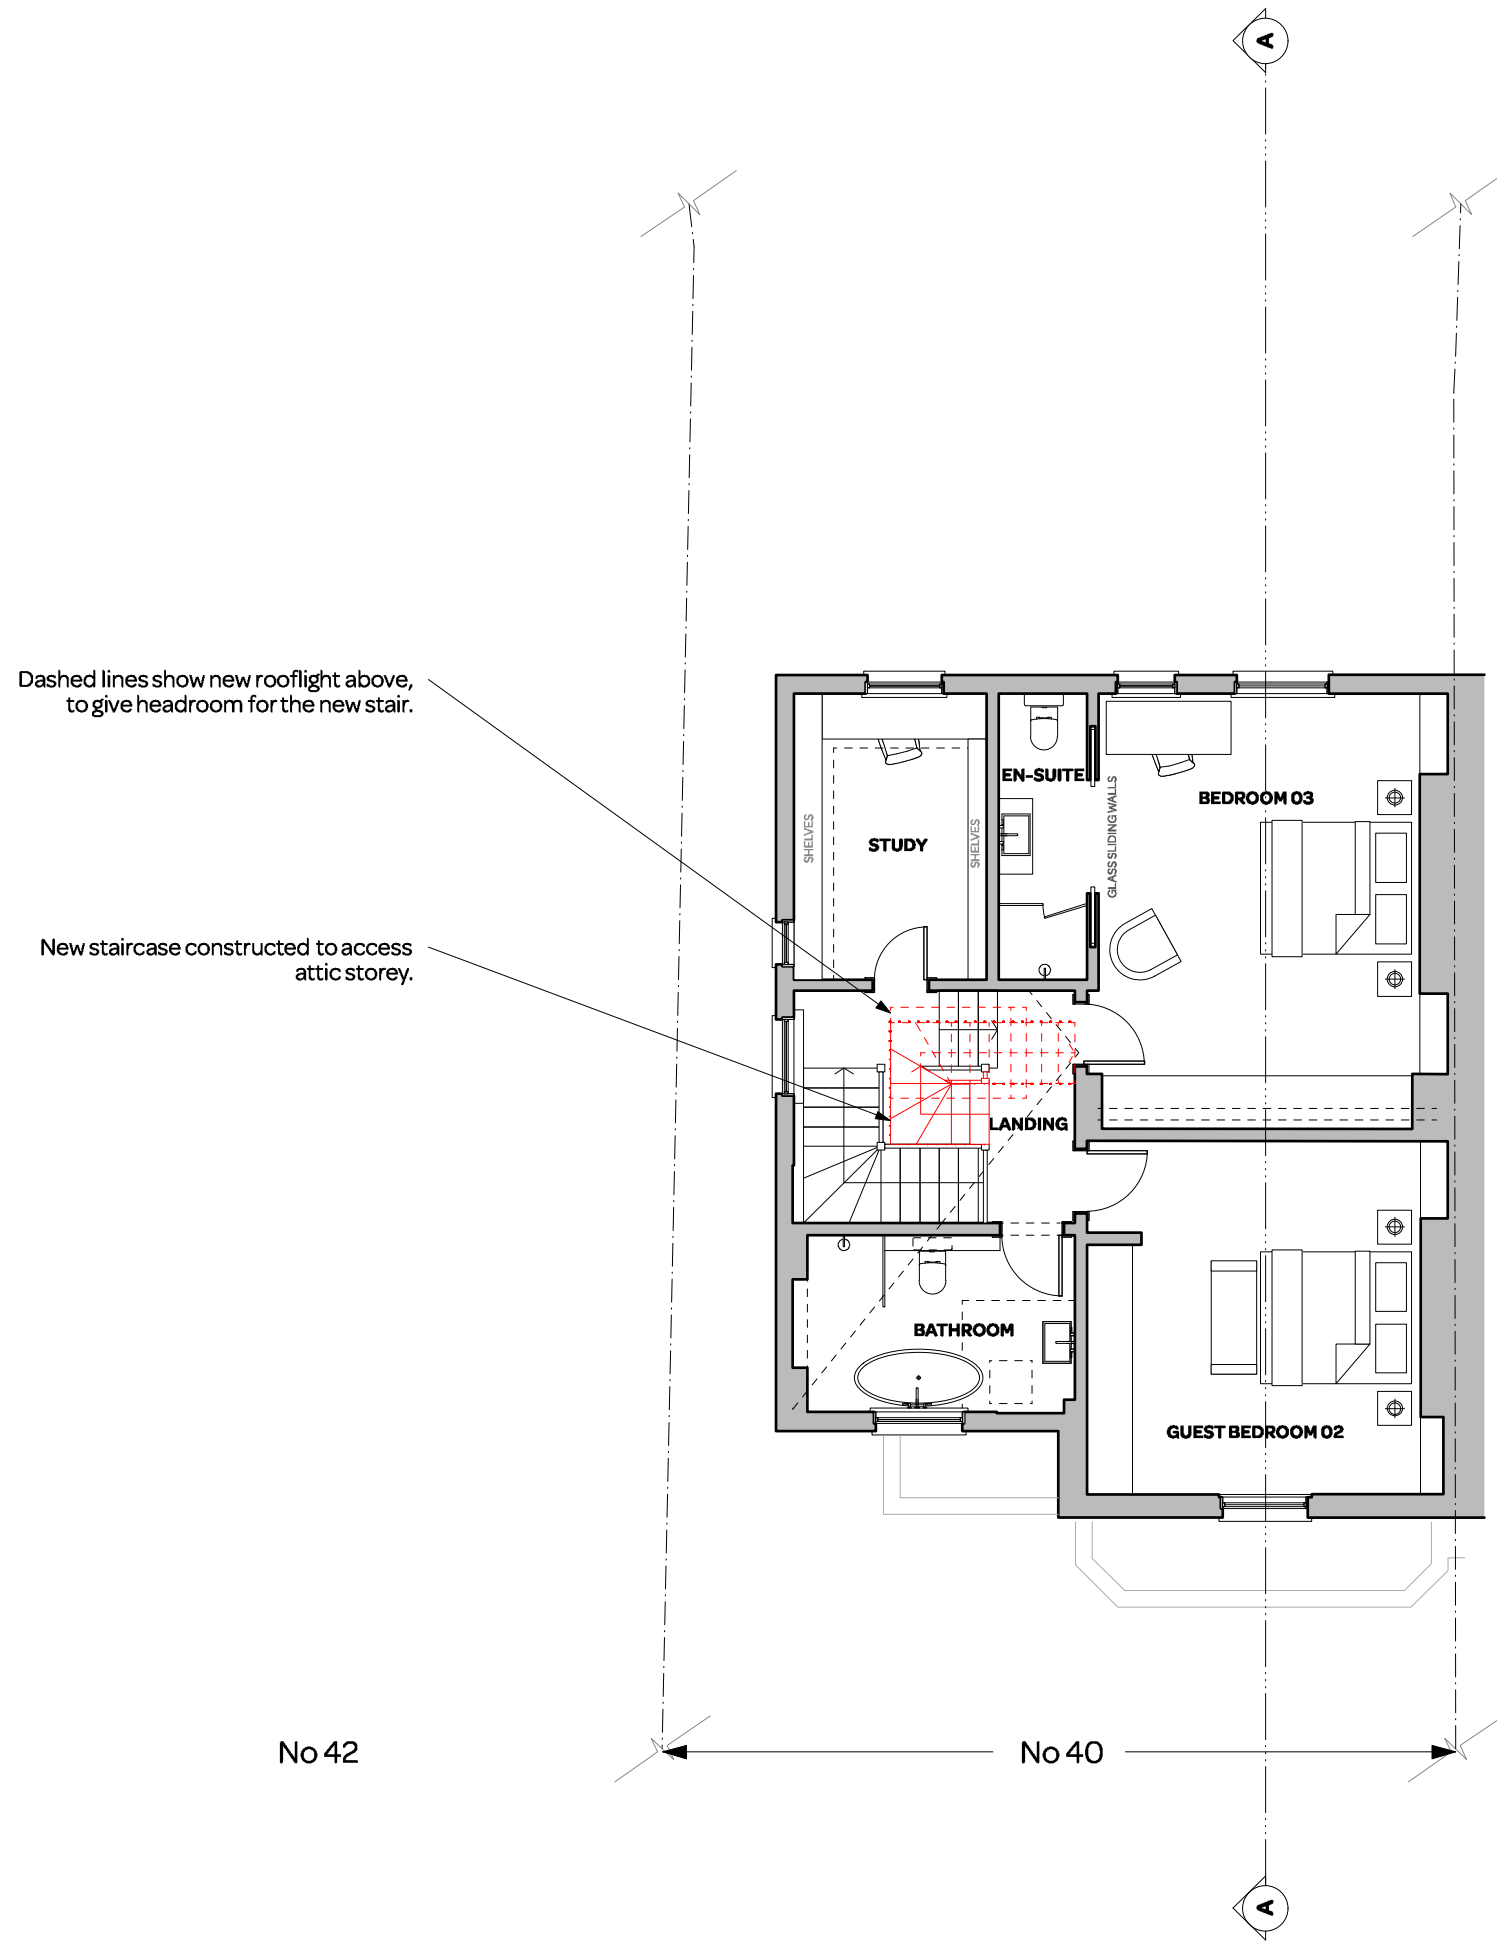 A
Dashed lines show new rooflight above,
to give headroom for the new stair.
New staircase constructed to access
attic storey.
EN-SUITE
BEDROOM 03
SHELVES
STUDY
SHELVES
GLASS SLIDING WALLS
LANDING
BATHROOM
GUEST BEDROOM 02
No 42
No 40
A